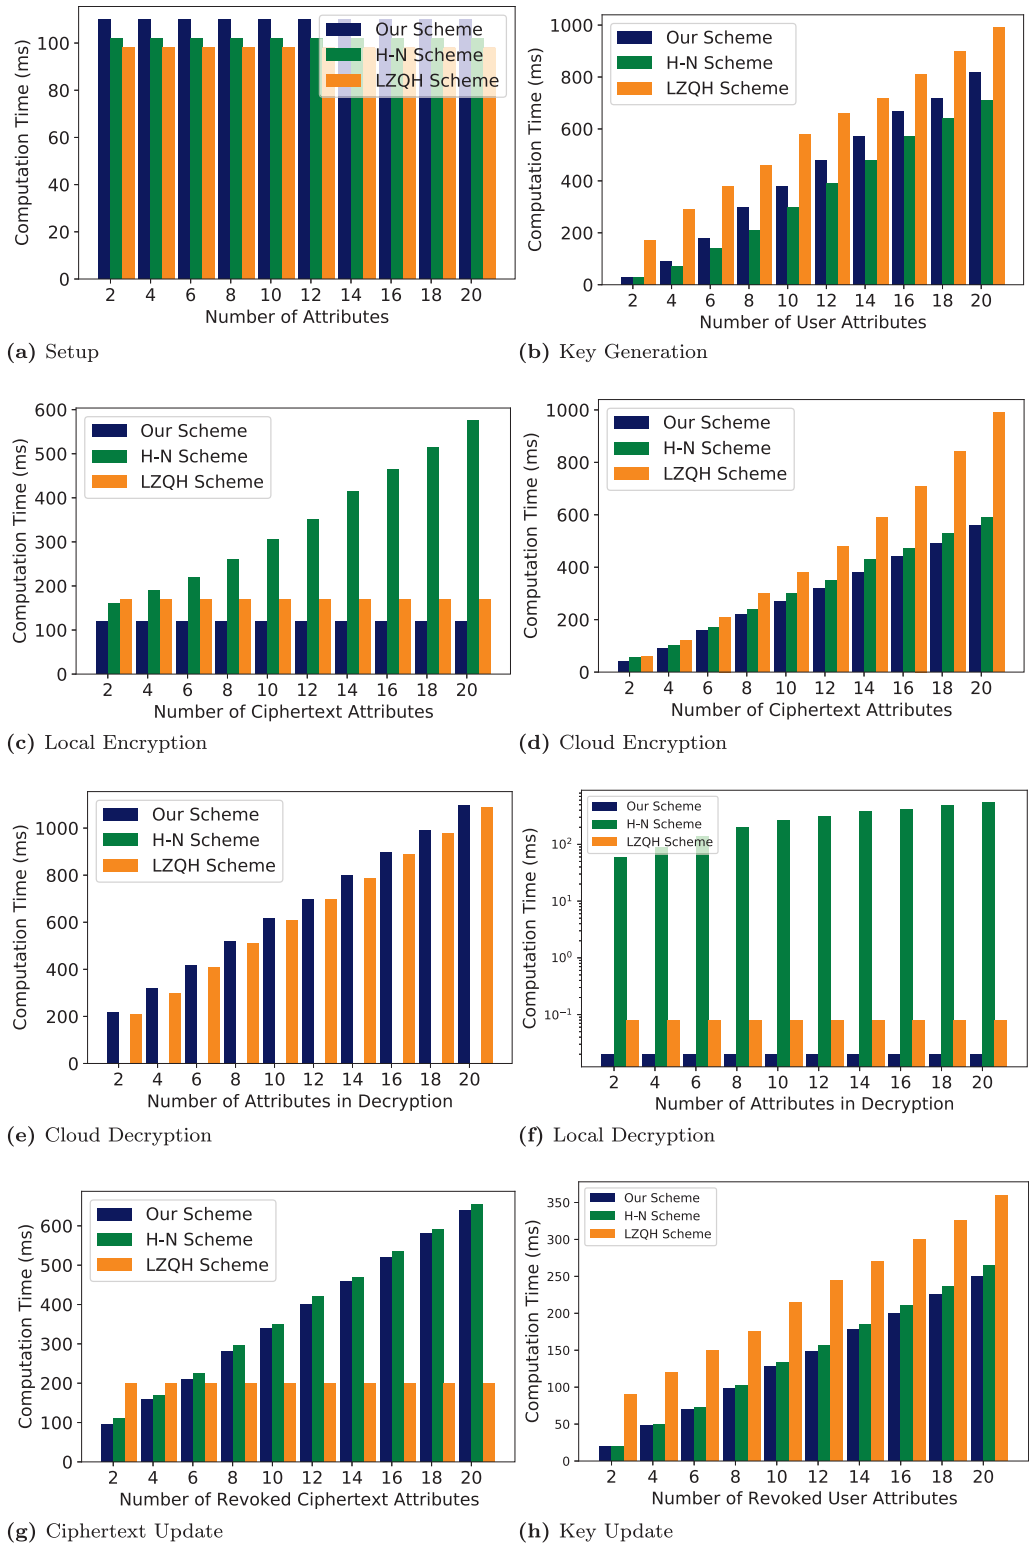 Computation Time (ms)
100
80
60
40
20
0
Our Scheme
H-N Scheme
LZQH Scheme
2 4 6 8 10 12 14 16 18 20
Number of Attributes
(a) Setup
Computation Time (ms)
1000
800
600
400
200
0
Our Scheme
H-N Scheme
LZQH Scheme
2 4 6 8 10 12 14 16 18 20
Number of User Attributes
(b) Key Generation
Computation Time (ms)
600
500
400
300
200
100
0
Our Scheme
H-N Scheme
LZQH Scheme
2 4 6 8 10 12 14 16 18 20
Number of Ciphertext Attributes
(c) Local Encryption
Computation Time (ms)
1000
800
600
400
200
0
Our Scheme
H-N Scheme
LZQH Scheme
2 4 6 8 10 12 14 16 18 20
Number of Ciphertext Attributes
(d) Cloud Encryption
Computation Time (ms)
1000
800
600
400
200
0
Our Scheme
H-N Scheme
LZQH Scheme
2 4 6 8 10 12 14 16 18 20
Number of Attributes in Decryption
(e) Cloud Decryption
Computation Time (ms)
10²
10¹
10⁰
10⁻¹
Our Scheme
H-N Scheme
LZQH Scheme
2 4 6 8 10 12 14 16 18 20
Number of Attributes in Decryption
(f) Local Decryption
Computation Time (ms)
600
500
400
300
200
100
0
Our Scheme
H-N Scheme
LZQH Scheme
2 4 6 8 10 12 14 16 18 20
Number of Revoked Ciphertext Attributes
(g) Ciphertext Update
Computation Time (ms)
350
300
250
200
150
100
50
0
Our Scheme
H-N Scheme
LZQH Scheme
2 4 6 8 10 12 14 16 18 20
Number of Revoked User Attributes
(h) Key Update